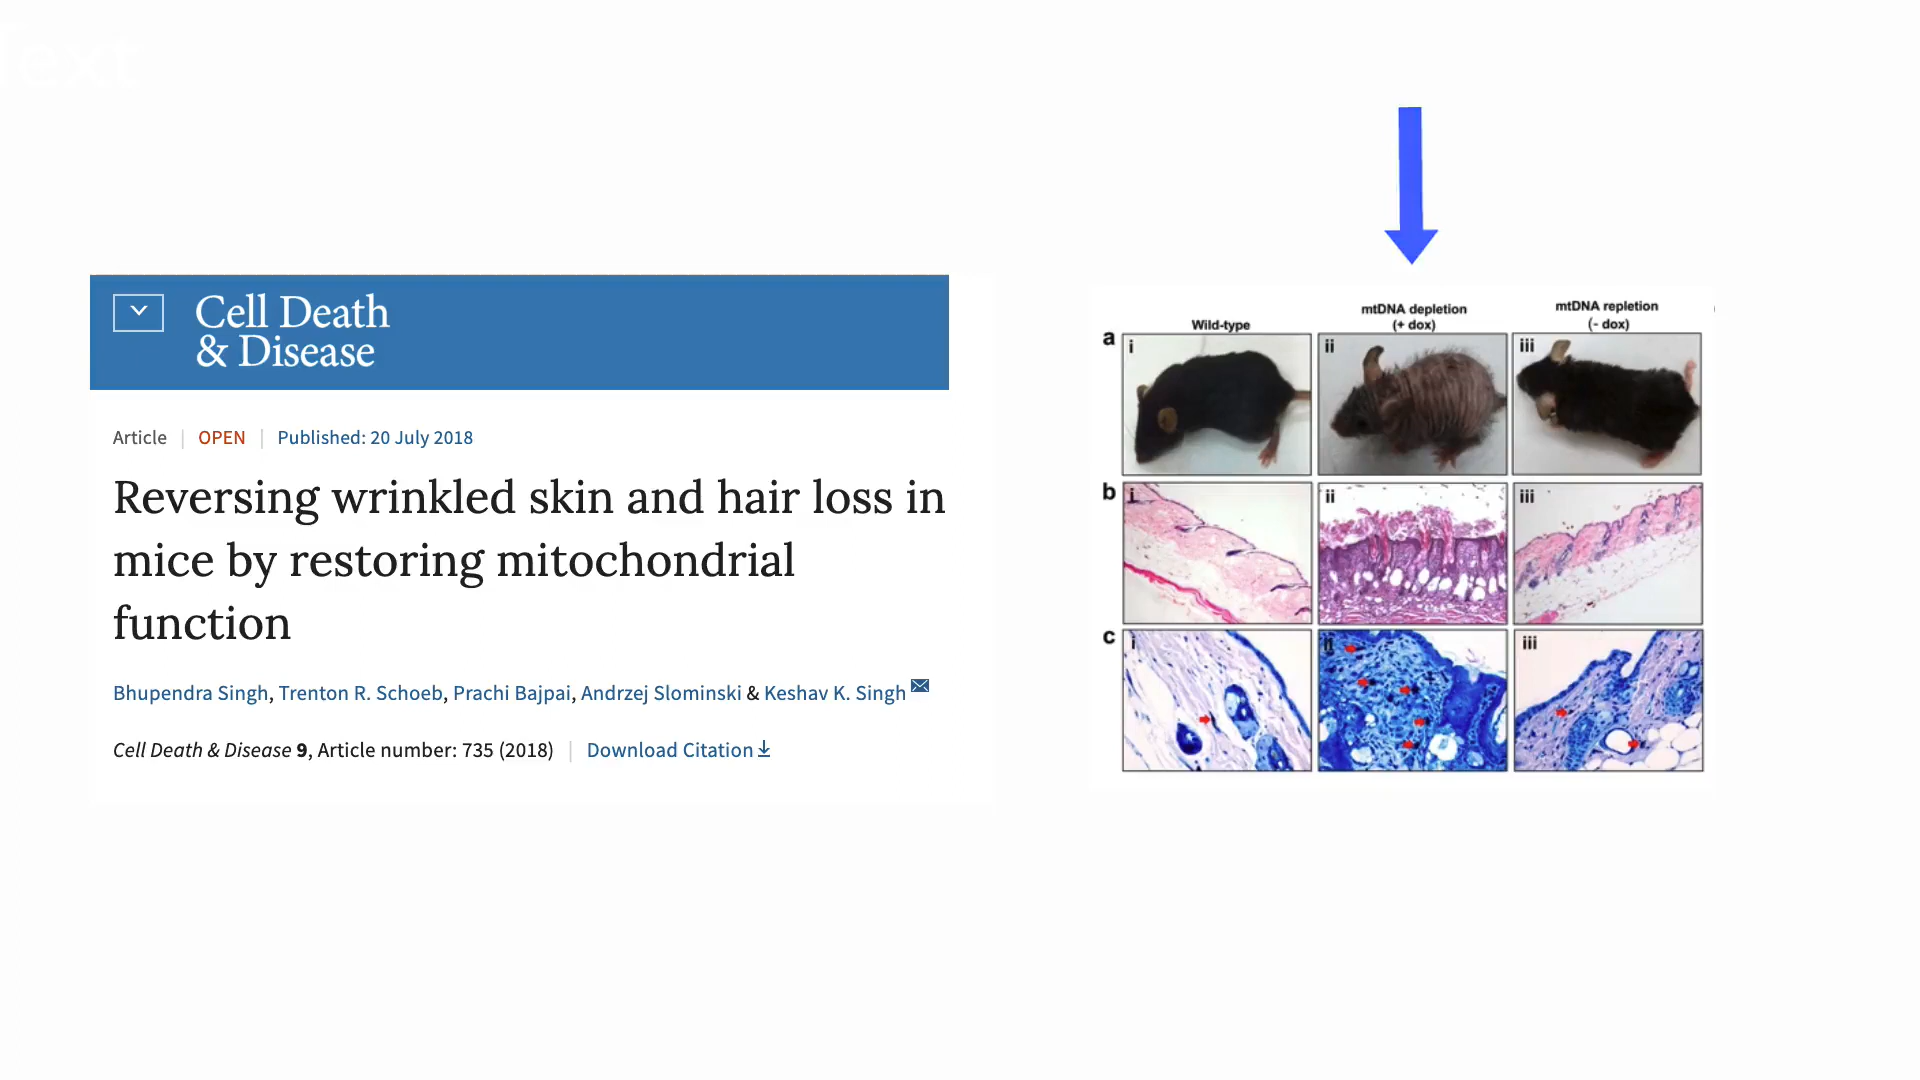 Text
Cell Death
& Disease
Article | OPEN | Published: 20 July 2018
Reversing wrinkled skin and hair loss in
mice by restoring mitochondrial
function
Bhupendra Singh, Trenton R. Schoeb, Prachi Bajpai, Andrzej Slominski & Keshav K. Singh
Cell Death & Disease 9, Article number: 735 (2018) | Download Citation
Wild-type
mtDNA depletion
(+ dox)
mtDNA repletion
(- dox)
a i ii iii
b i ii iii
c i ii iii